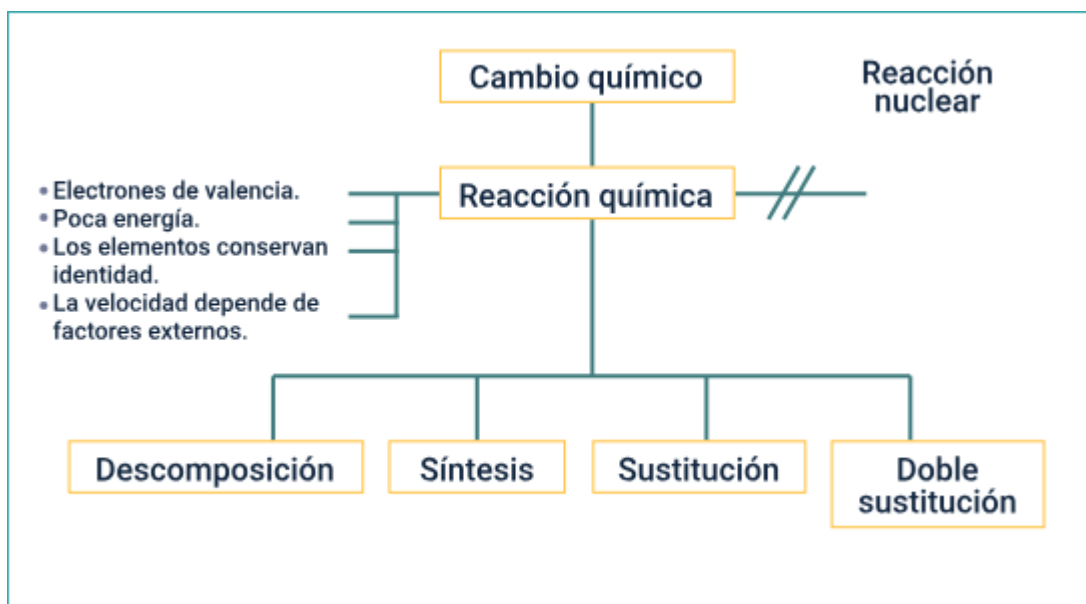 Cambio químico
Reacción
nuclear
Reacción química
• Electrones de valencia.
• Poca energía.
• Los elementos conservan
identidad.
• La velocidad depende de
factores externos.
Descomposición
Síntesis
Sustitución
Doble
sustitución